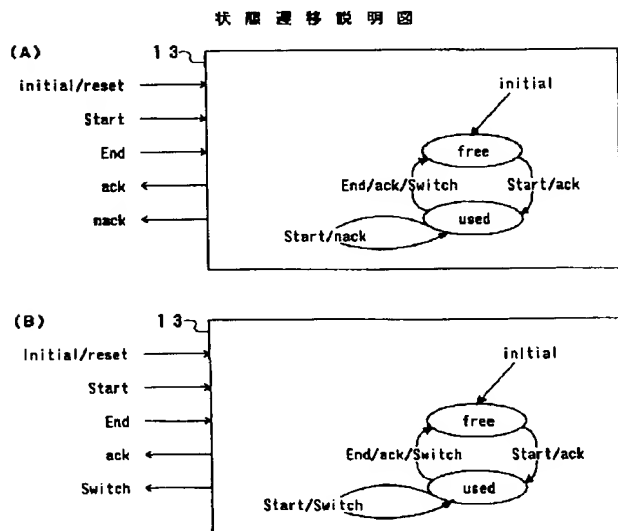 状態遷移説明図
(A)
13
initial/reset
Start
End
ack
nack
initial
free
End/ack/Switch
Start/ack
used
Start/nack
(B)
13
Initial/reset
Start
End
ack
Switch
initial
free
End/ack/Switch
Start/ack
used
Start/Switch